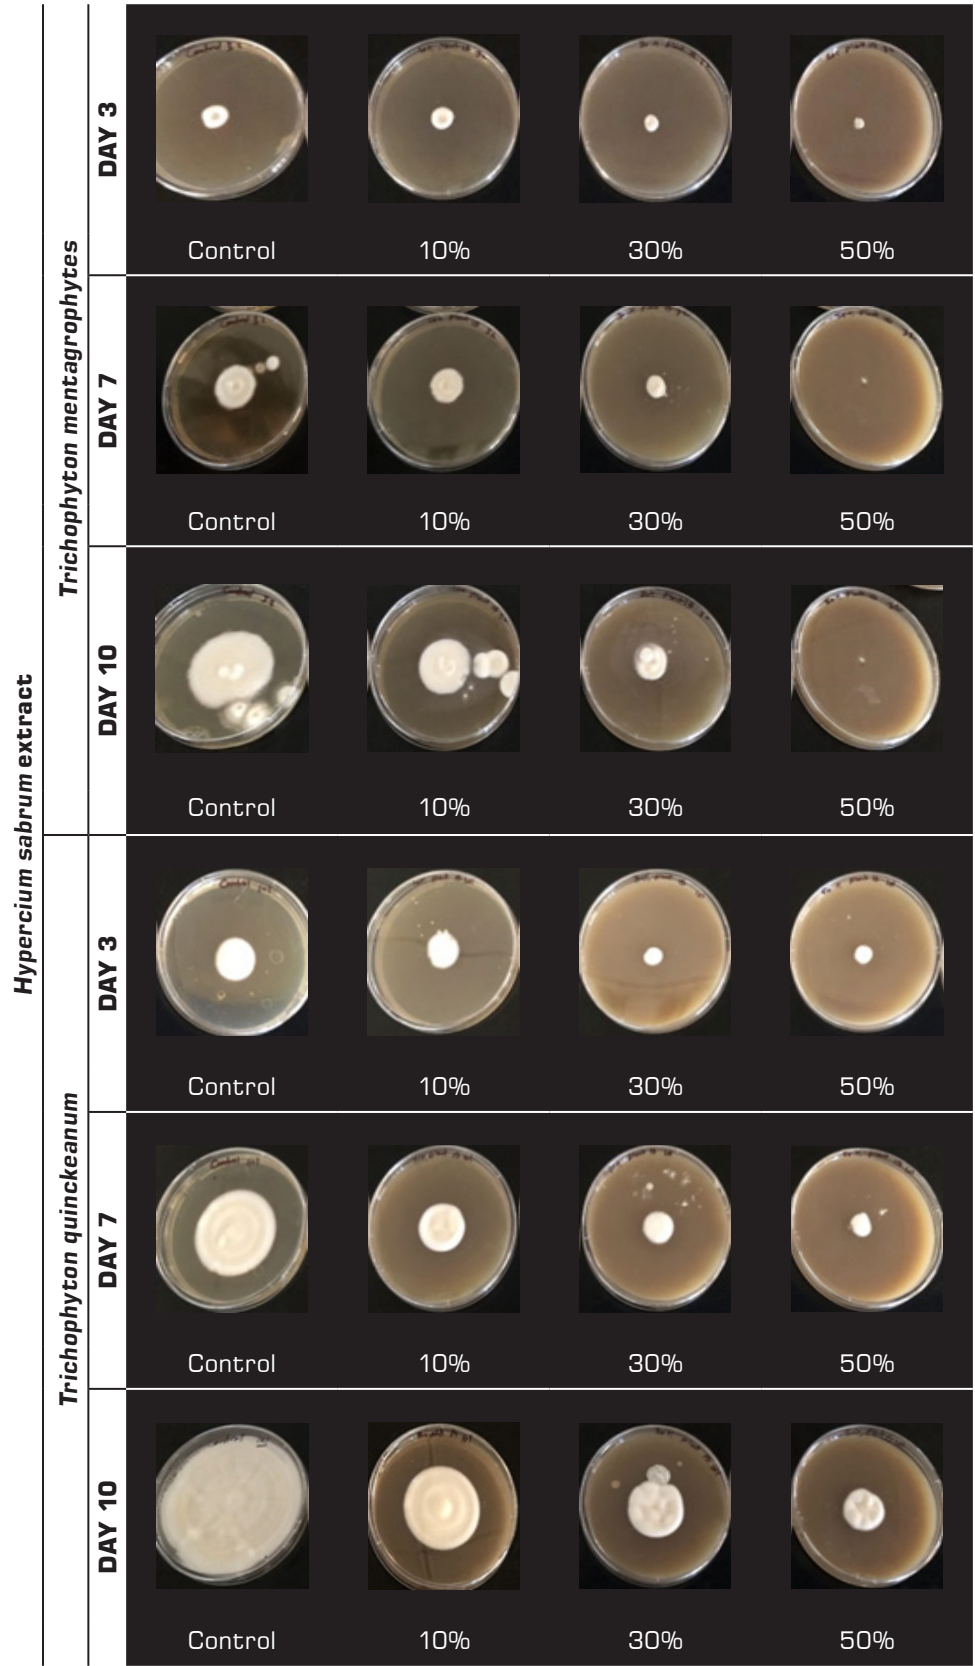 Hypercium sabrum extract
Trichophyton mentagrophytes
DAY 3
Control 10% 30% 50%
DAY 7
Control 10% 30% 50%
DAY 10
Control 10% 30% 50%
Trichophyton quinckeanum
DAY 3
Control 10% 30% 50%
DAY 7
Control 10% 30% 50%
DAY 10
Control 10% 30% 50%